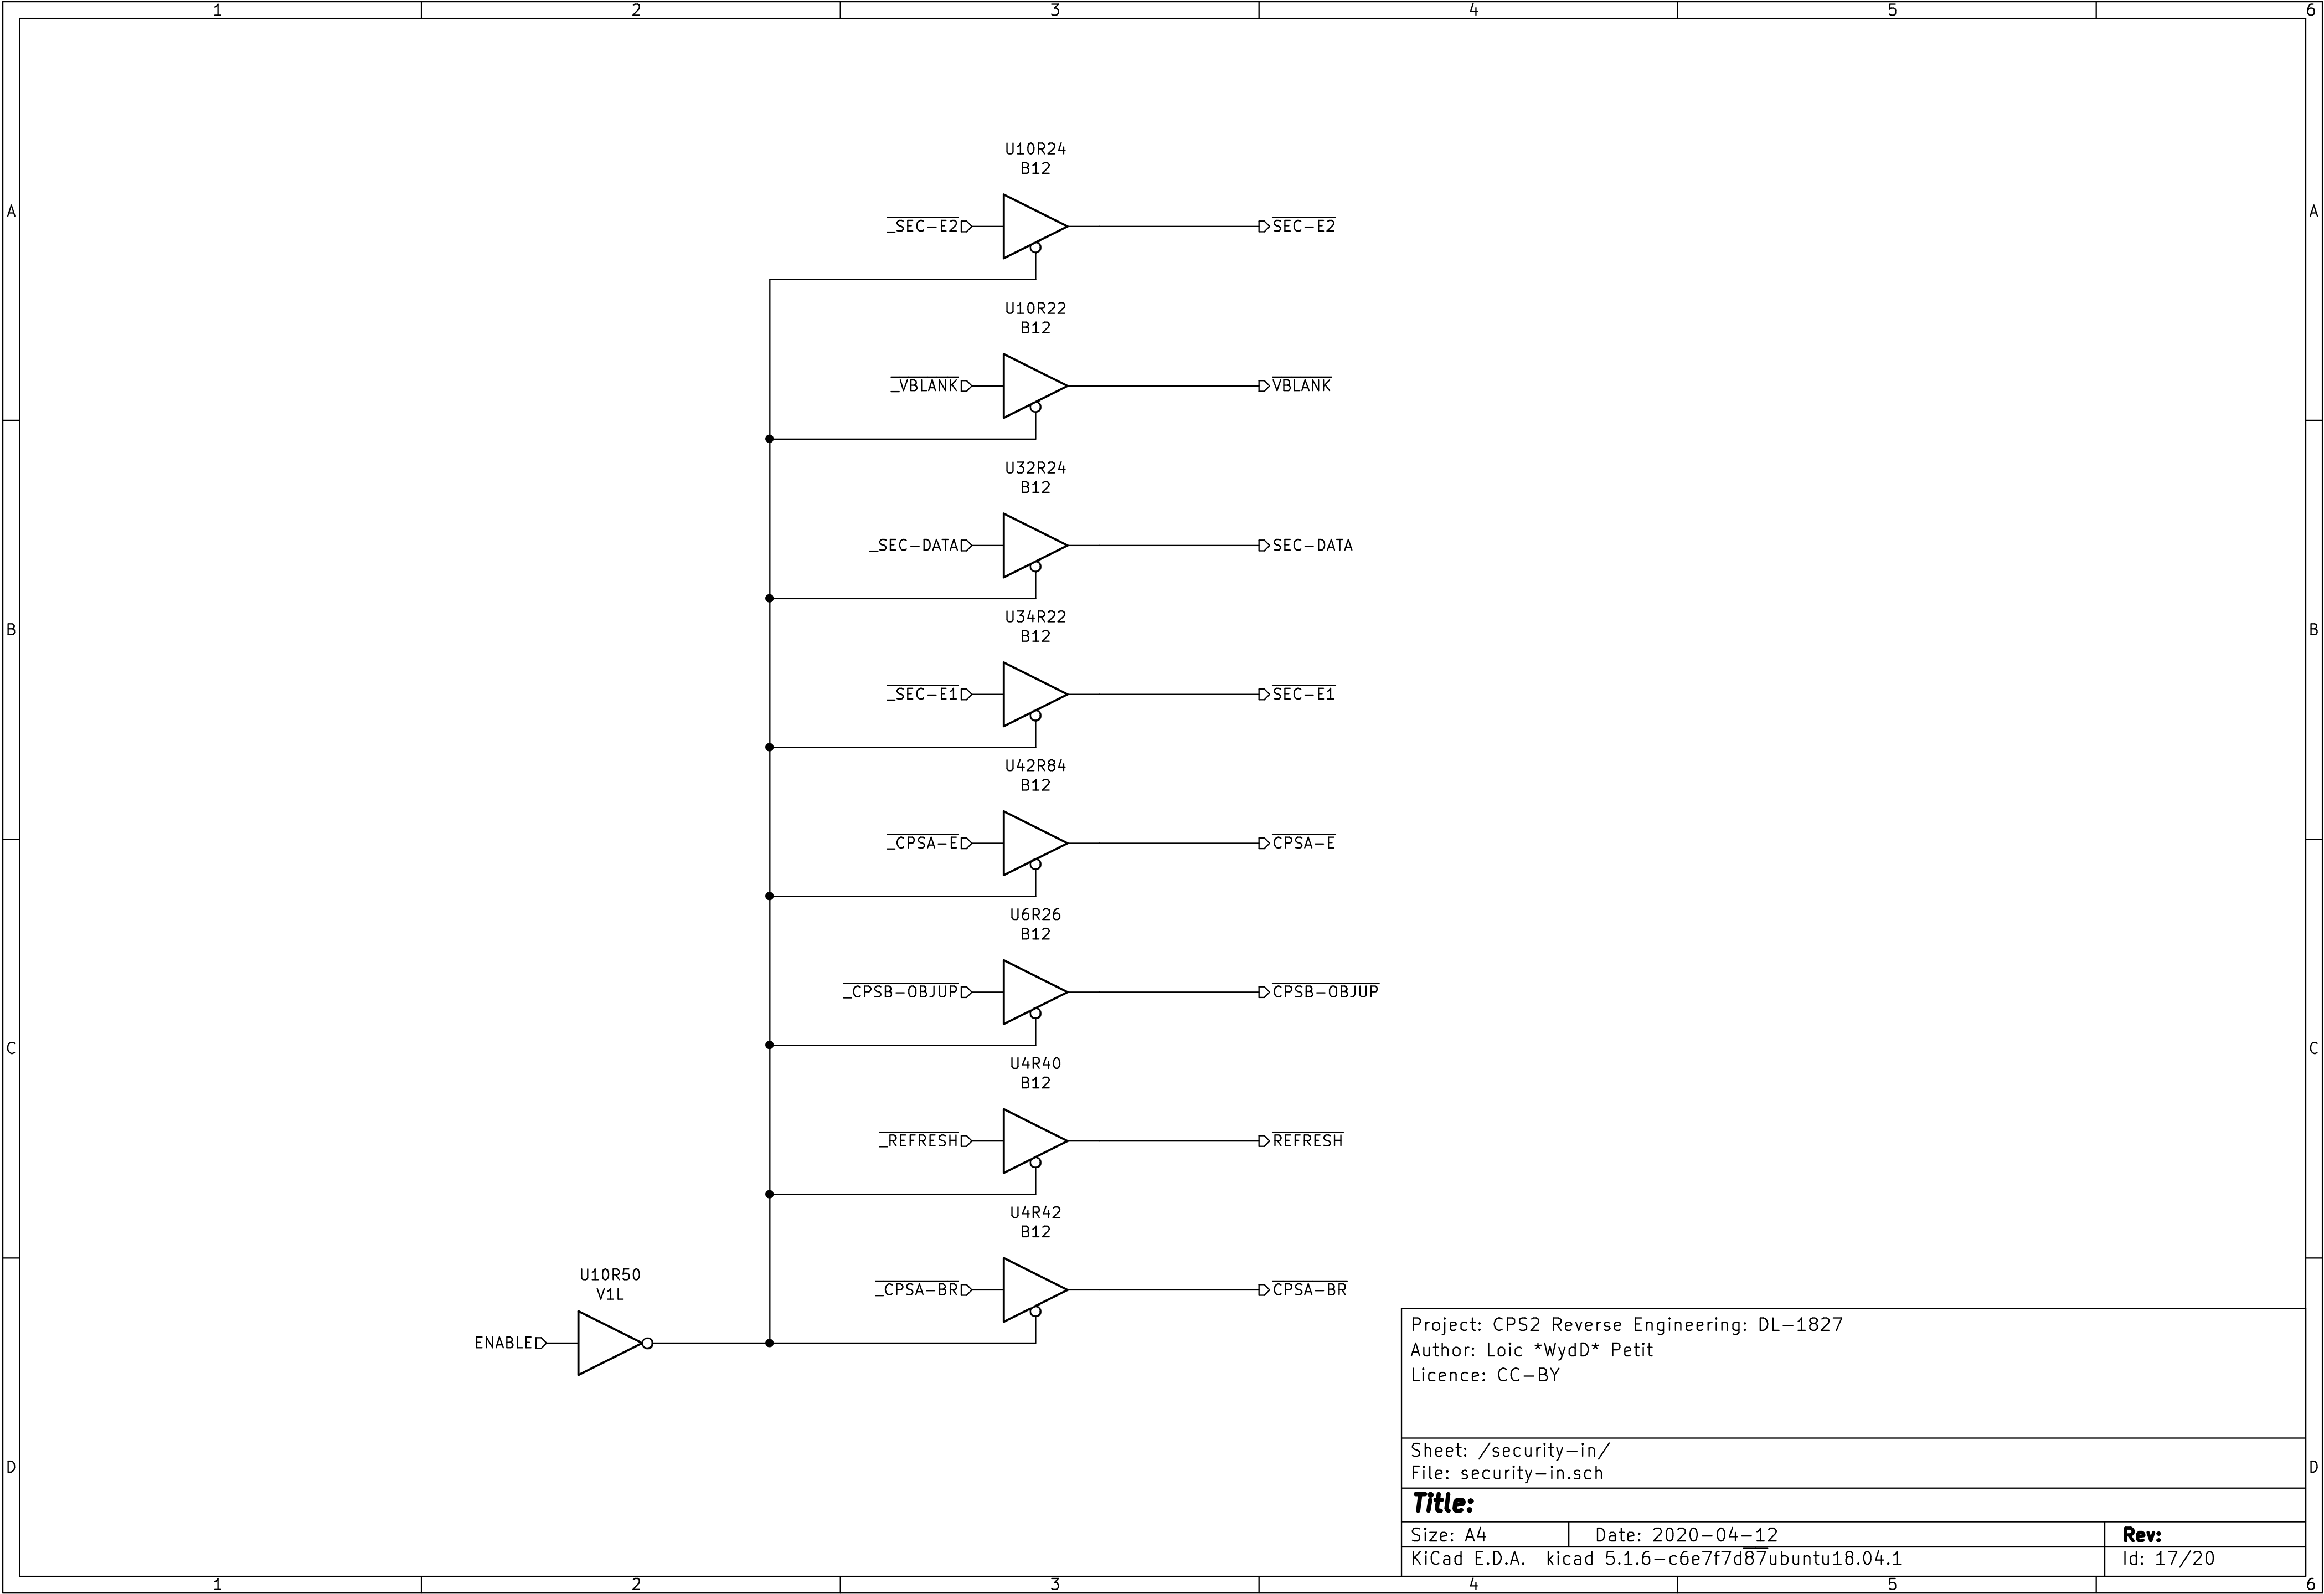 1 2 3 4 5 6
U10R24
B12
A A
_SEC-E2 SEC-E2
U10R22
B12
_VBLANK VBLANK
U32R24
B12
_SEC-DATA SEC-DATA
U34R22
B12
B B
_SEC-E1 SEC-E1
U42R84
B12
_CPSA-E CPSA-E
U6R26
B12
_CPSB-OBJUP CPSB-OBJUP
C C
U4R40
B12
_REFRESH REFRESH
U4R42
B12
_CPSA-BR CPSA-BR
U10R50
V1L
ENABLE
Project: CPS2 Reverse Engineering: DL-1827
Author: Loic *WydD* Petit
Licence: CC-BY
Sheet: /security-in/
D D
File: security-in.sch
Title:
Size: A4 Date: 2020-04-12 Rev:
KiCad E.D.A. kicad 5.1.6-c6e7f7d87ubuntu18.04.1 Id: 17/20
1 2 3 4 5 6